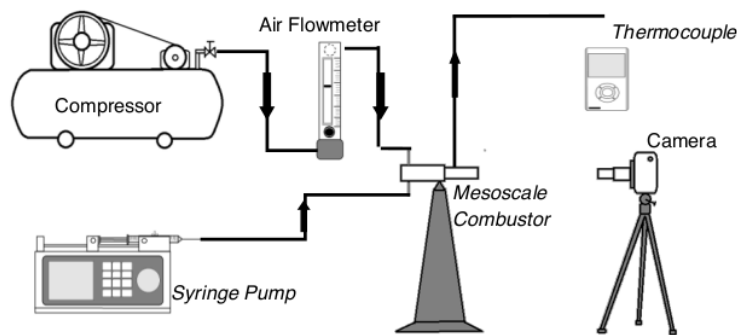 Air Flowmeter
Thermocouple
Compressor
Camera
Mesoscale
Combustor
Syringe Pump